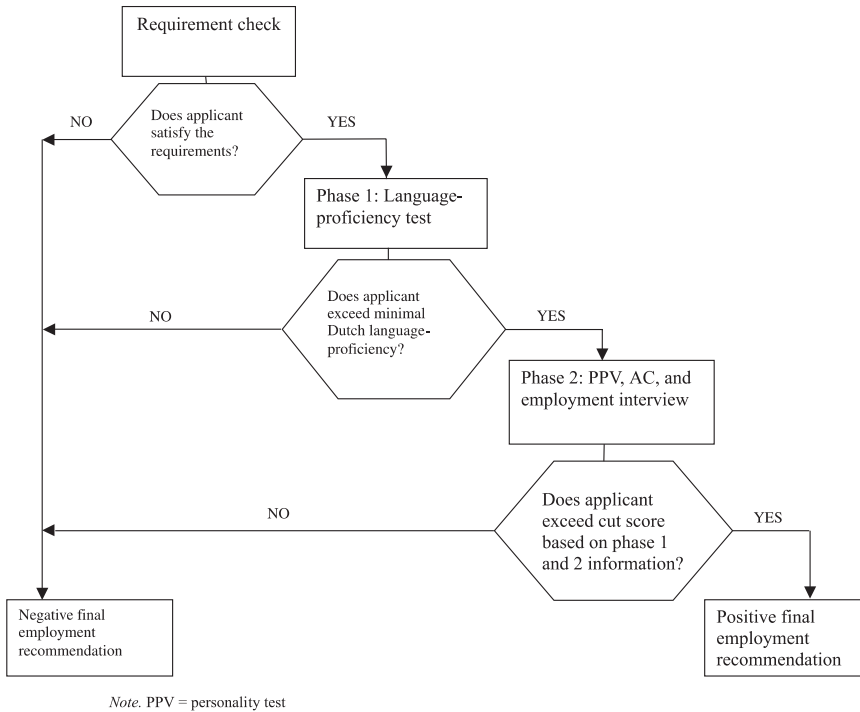 Requirement check
Does applicant
satisfy the
requirements?
NO
YES
Phase 1: Language-
proficiency test
Does applicant
exceed minimal
Dutch language-
proficiency?
NO
YES
Phase 2: PPV, AC, and
employment interview
Does applicant
exceed cut score
based on phase 1
and 2 information?
NO
YES
Negative final
employment
recommendation
Positive final
employment
recommendation
Note. PPV = personality test